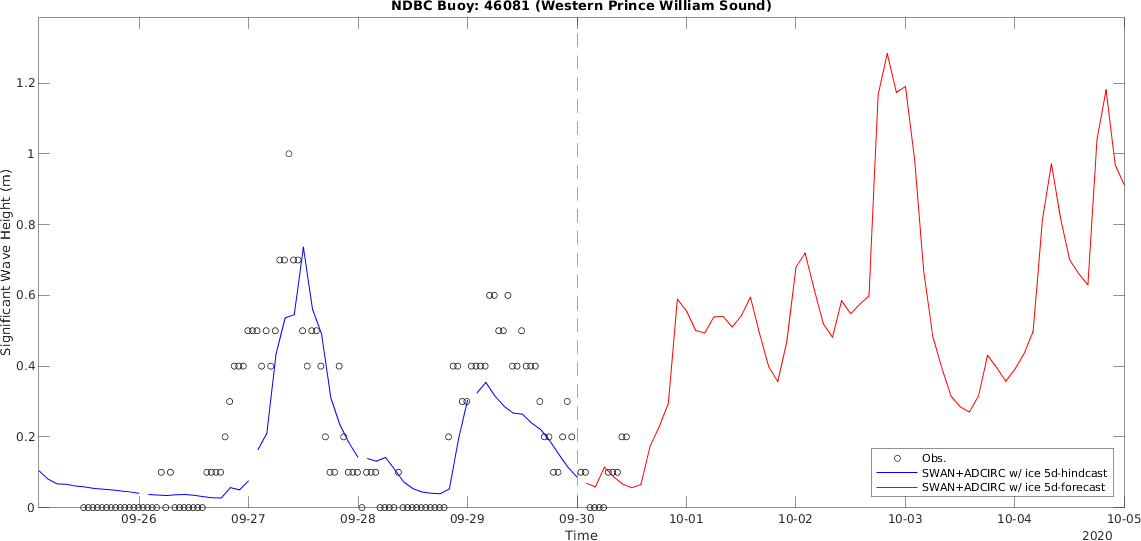 NDBC Buoy: 46081 (Western Prince William Sound)
Significant Wave Height (m)
1.2
1
0.8
0.6
0.4
0.2
0
Obs.
SWAN+ADCIRC w/ ice 5d-hindcast
SWAN+ADCIRC w/ ice 5d-forecast
09-26 09-27 09-28 09-29 09-30 10-01 10-02 10-03 10-04 10-05
Time
2020